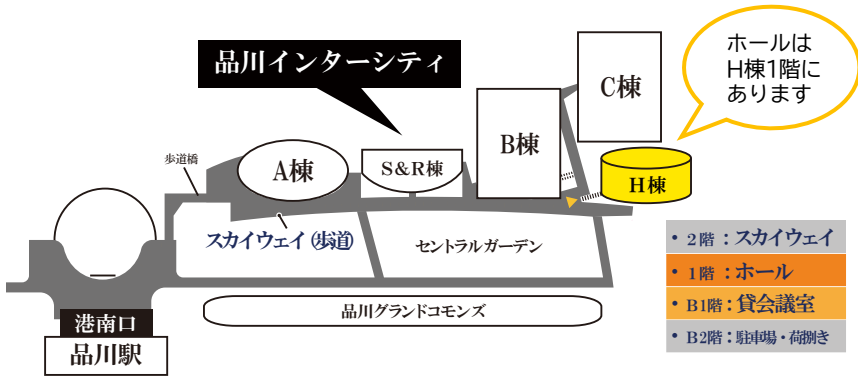 品川インターシティ
ホールは
H棟1階に
あります
C棟
B棟
歩道橋
A棟
S&R棟
H棟
スカイウェイ(歩道)
セントラルガーデン
・2階:スカイウェイ
・1階:ホール
・B1階:貸会議室
・B2階:駐車場・荷捌き
品川グランドコモンズ
港南口
品川駅